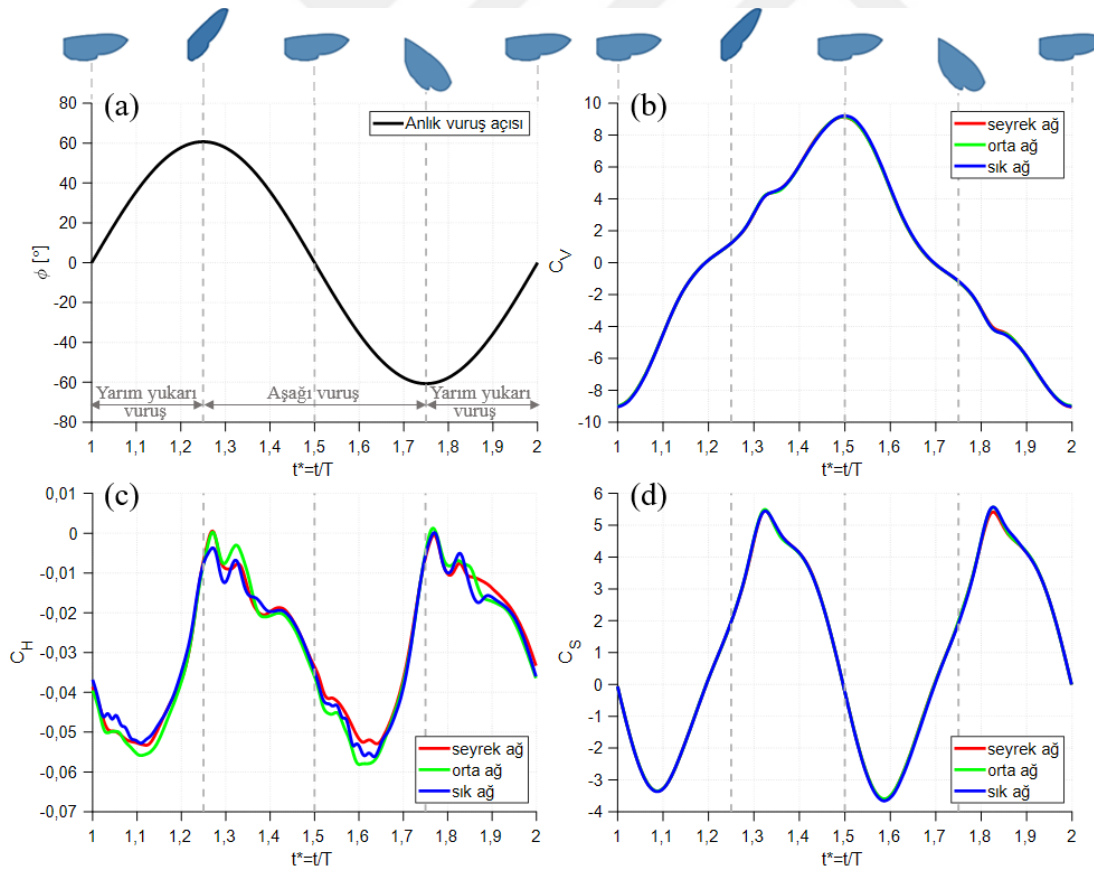 (a)
Anlık vuruş açısı
80
60
40
20
0
-20
-40
-60
-80
ϕ [°]
Yarım yukarı vuruş
Aşağı vuruş
Yarım yukarı vuruş
1 1,1 1,2 1,3 1,4 1,5 1,6 1,7 1,8 1,9 2
t*=t/T
(b)
seyrek ağ
orta ağ
sık ağ
10
8
6
4
2
0
-2
-4
-6
-8
-10
C_V
1 1,1 1,2 1,3 1,4 1,5 1,6 1,7 1,8 1,9 2
t*=t/T
(c)
0,01
0
-0,01
-0,02
-0,03
-0,04
-0,05
-0,06
-0,07
C_H
seyrek ağ
orta ağ
sık ağ
1 1,1 1,2 1,3 1,4 1,5 1,6 1,7 1,8 1,9 2
t*=t/T
(d)
6
5
4
3
2
1
0
-1
-2
-3
-4
C_S
seyrek ağ
orta ağ
sık ağ
1 1,1 1,2 1,3 1,4 1,5 1,6 1,7 1,8 1,9 2
t*=t/T